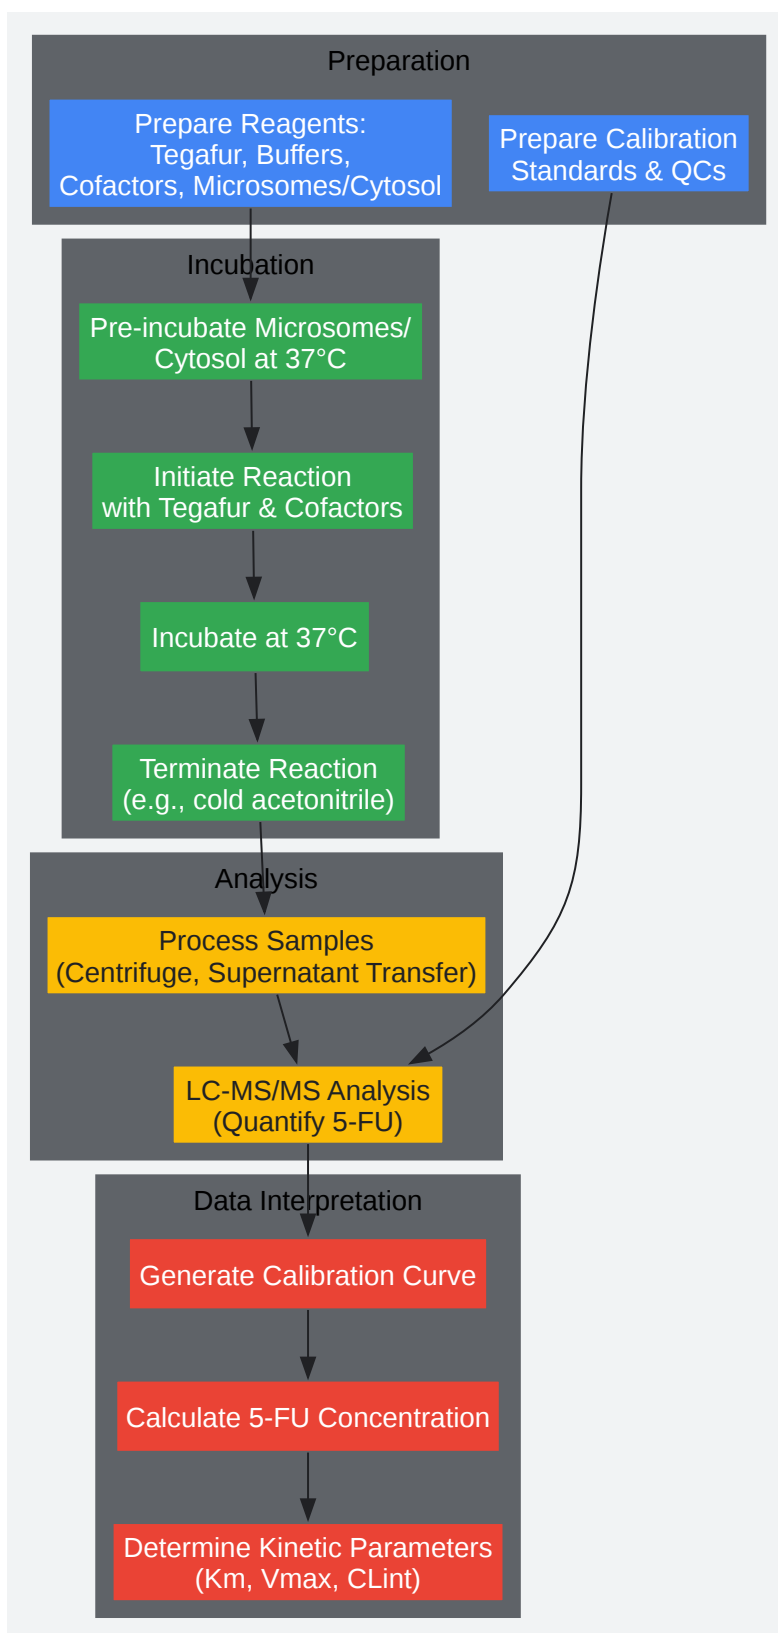 Preparation
Prepare Reagents:
Tegafur, Buffers,
Cofactors, Microsomes/Cytosol
Prepare Calibration
Standards & QCs
Incubation
Pre-incubate Microsomes/
Cytosol at 37°C
Initiate Reaction
with Tegafur & Cofactors
Incubate at 37°C
Terminate Reaction
(e.g., cold acetonitrile)
Analysis
Process Samples
(Centrifuge, Supernatant Transfer)
LC-MS/MS Analysis
(Quantify 5-FU)
Data Interpretation
Generate Calibration Curve
Calculate 5-FU Concentration
Determine Kinetic Parameters
(Km, Vmax, CLint)